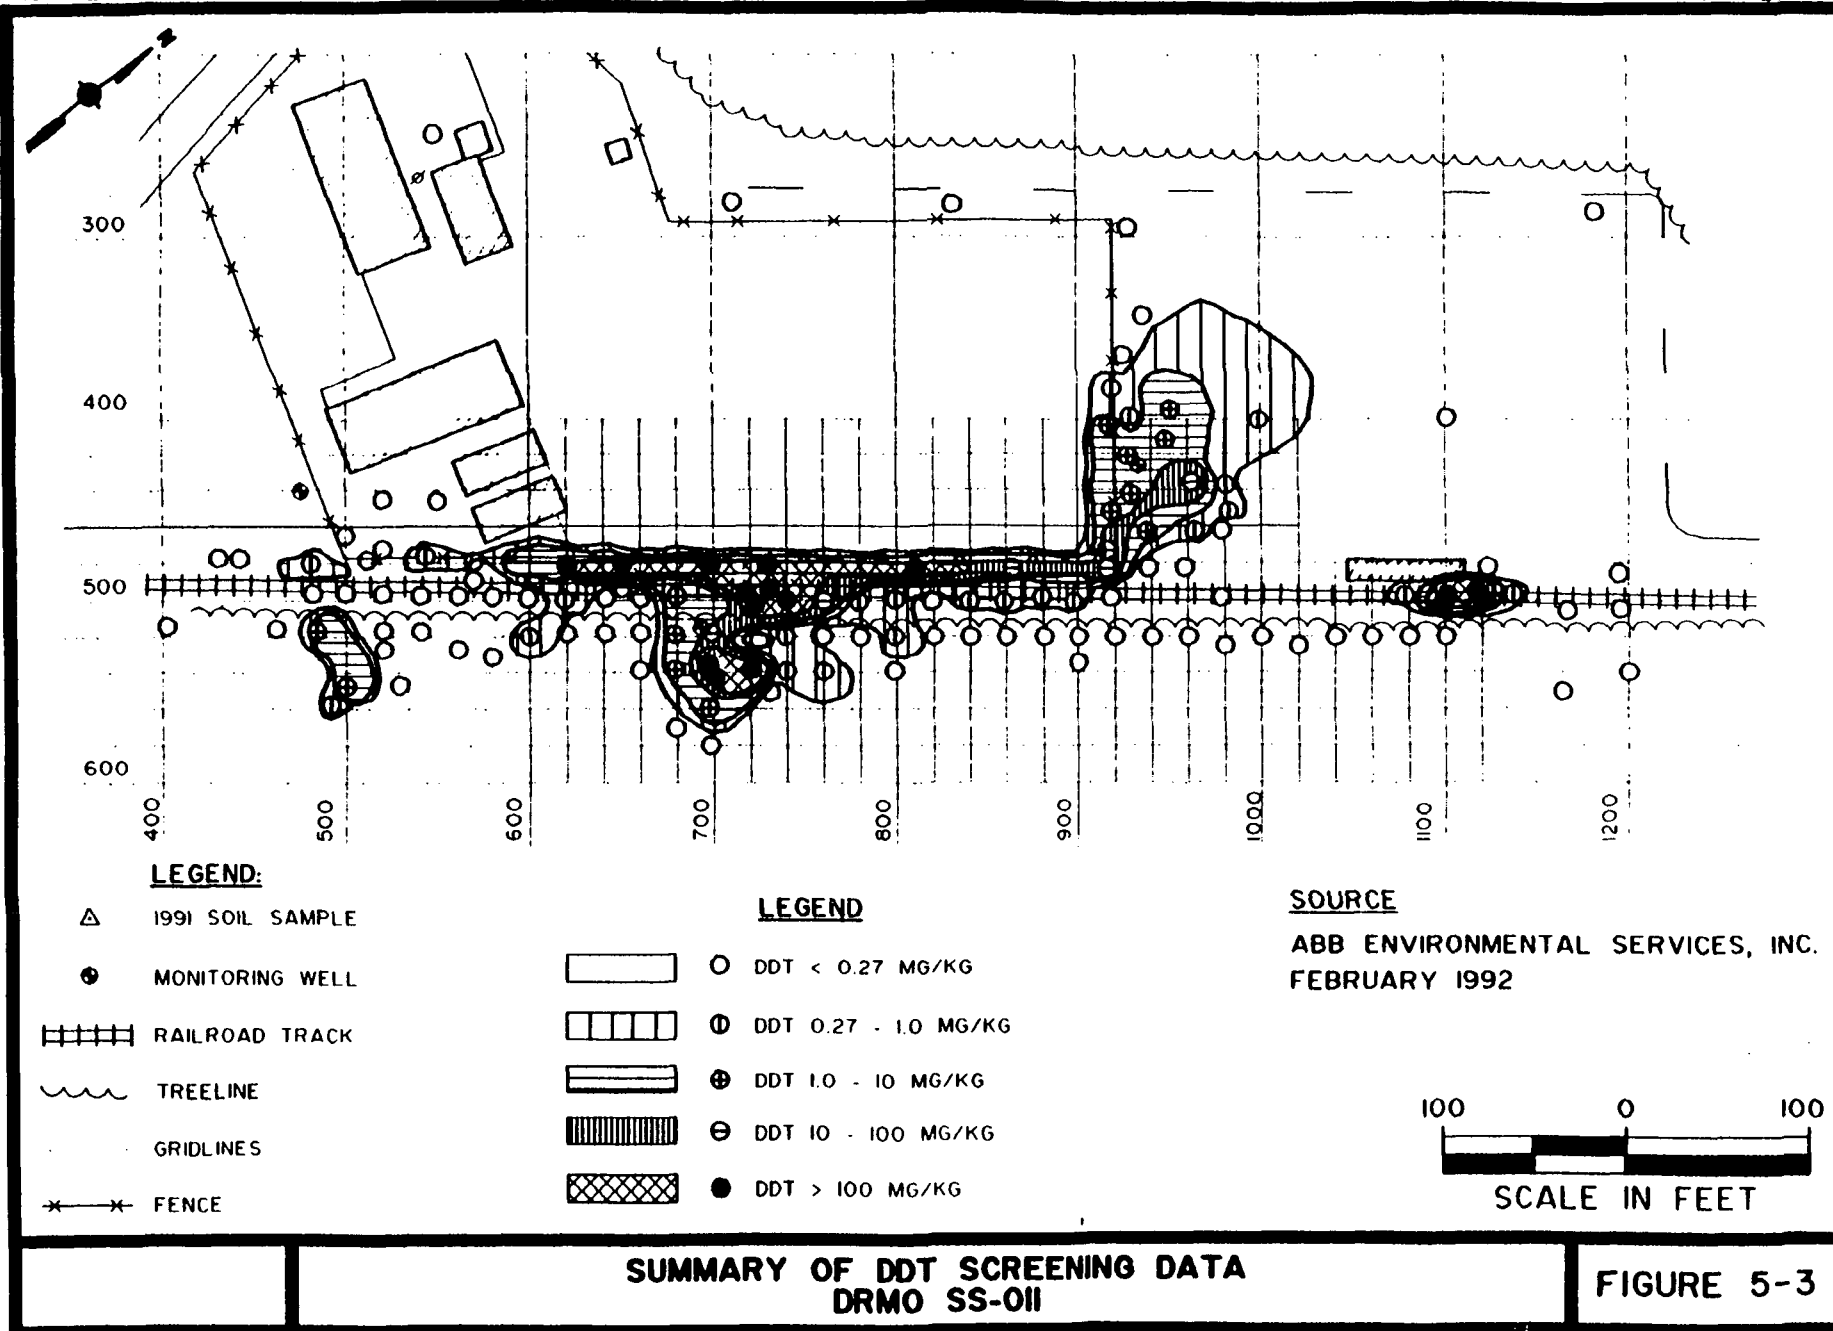 N
300
400
500
600
400
500
600
700
800
900
1000
1100
1200
LEGEND:
1991 SOIL SAMPLE
MONITORING WELL
RAILROAD TRACK
TREELINE
GRIDLINES
FENCE
LEGEND
DDT < 0.27 MG/KG
DDT 0.27 - 1.0 MG/KG
DDT 1.0 - 10 MG/KG
DDT 10 - 100 MG/KG
DDT > 100 MG/KG
SOURCE
ABB ENVIRONMENTAL SERVICES, INC.
FEBRUARY 1992
100 0 100
SCALE IN FEET
SUMMARY OF DDT SCREENING DATA
DRMO SS-011
FIGURE 5-3